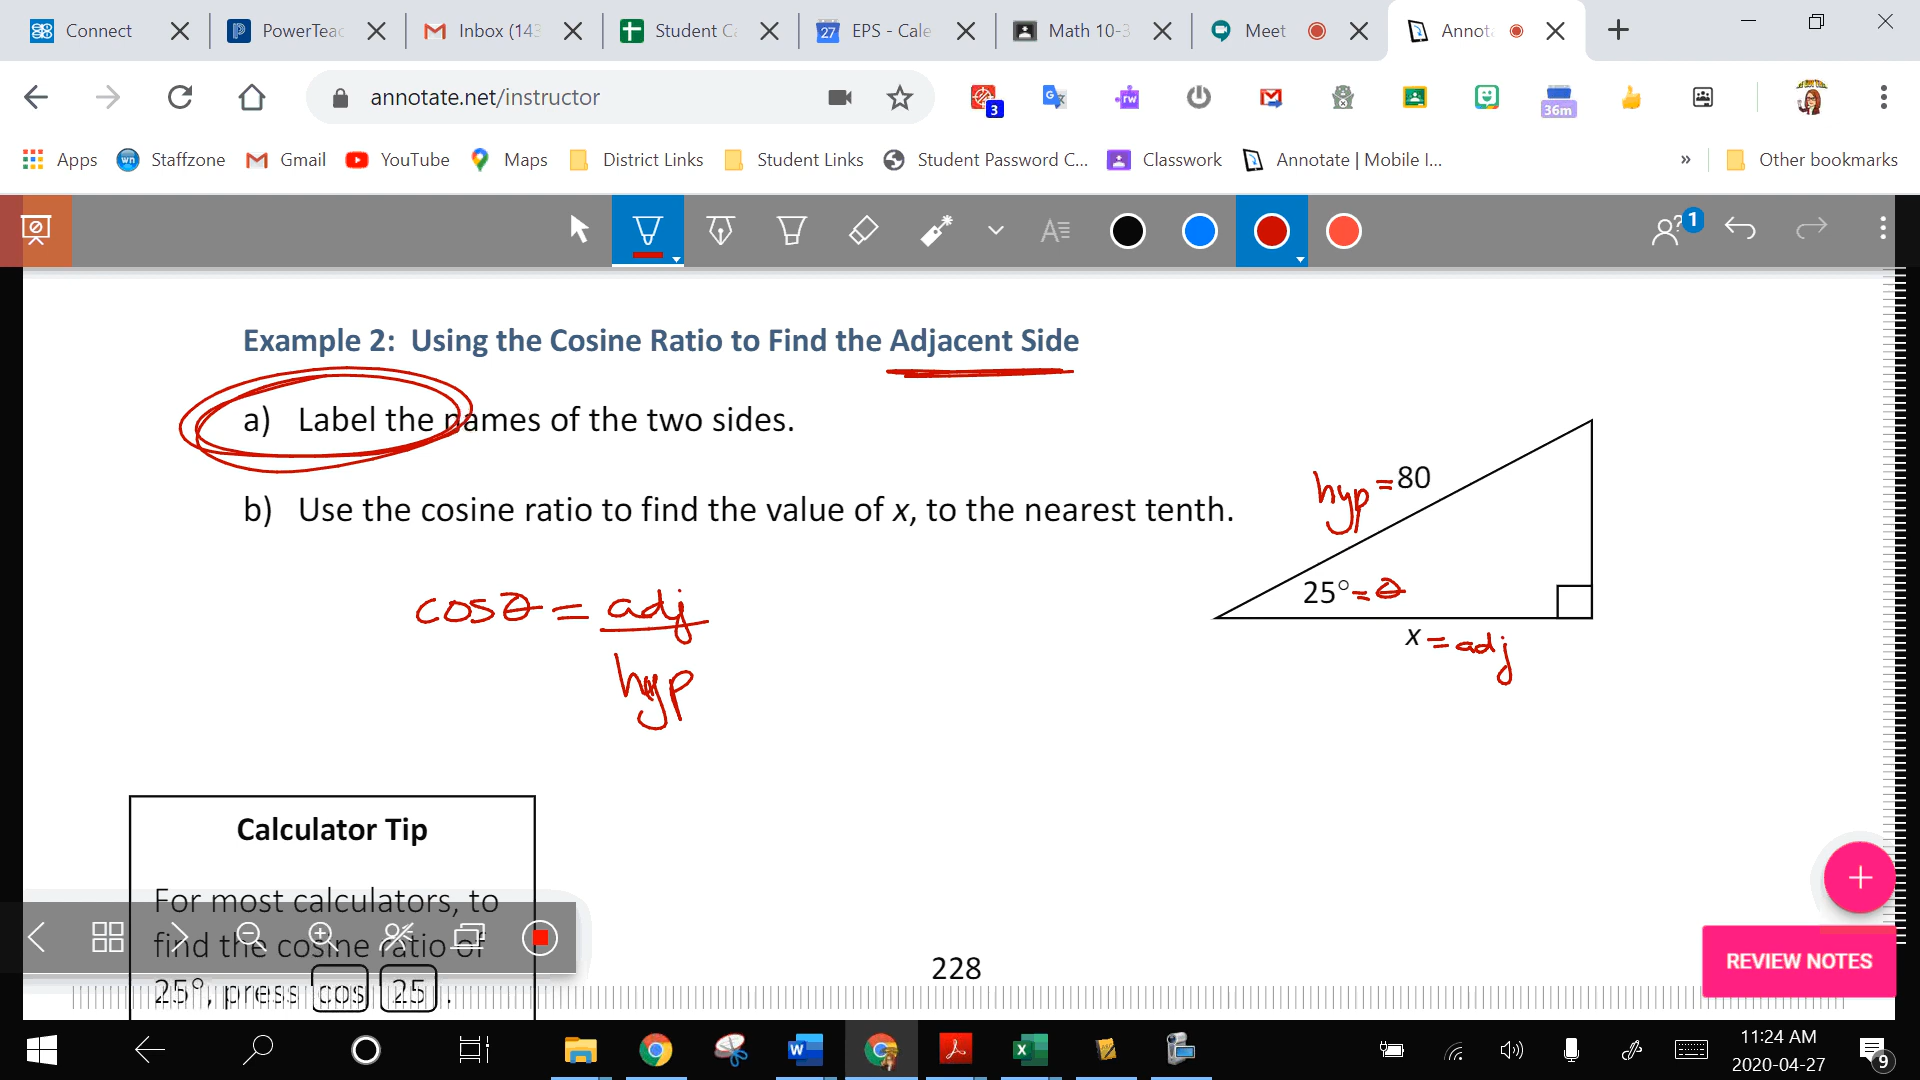 Connect
PowerTeac
Inbox (143
Student Ca
27
EPS - Cale
Math 10-3
Meet
Annot
annotate.net/instructor
3
rw
36m
Apps
wn
Staffzone
Gmail
YouTube
Maps
District Links
Student Links
Student Password C...
Classwork
Annotate | Mobile I...
»
Other bookmarks
A
1
Example 2: Using the Cosine Ratio to Find the Adjacent Side
a) Label the names of the two sides.
b) Use the cosine ratio to find the value of x, to the nearest tenth.
hyp = 80
25° = θ
x = adj
cosθ = adj
hyp
Calculator Tip
For most calculators, to
find the cosine ratio of
25°, press cos 25 .
228
+
REVIEW NOTES
11:24 AM
2020-04-27
9